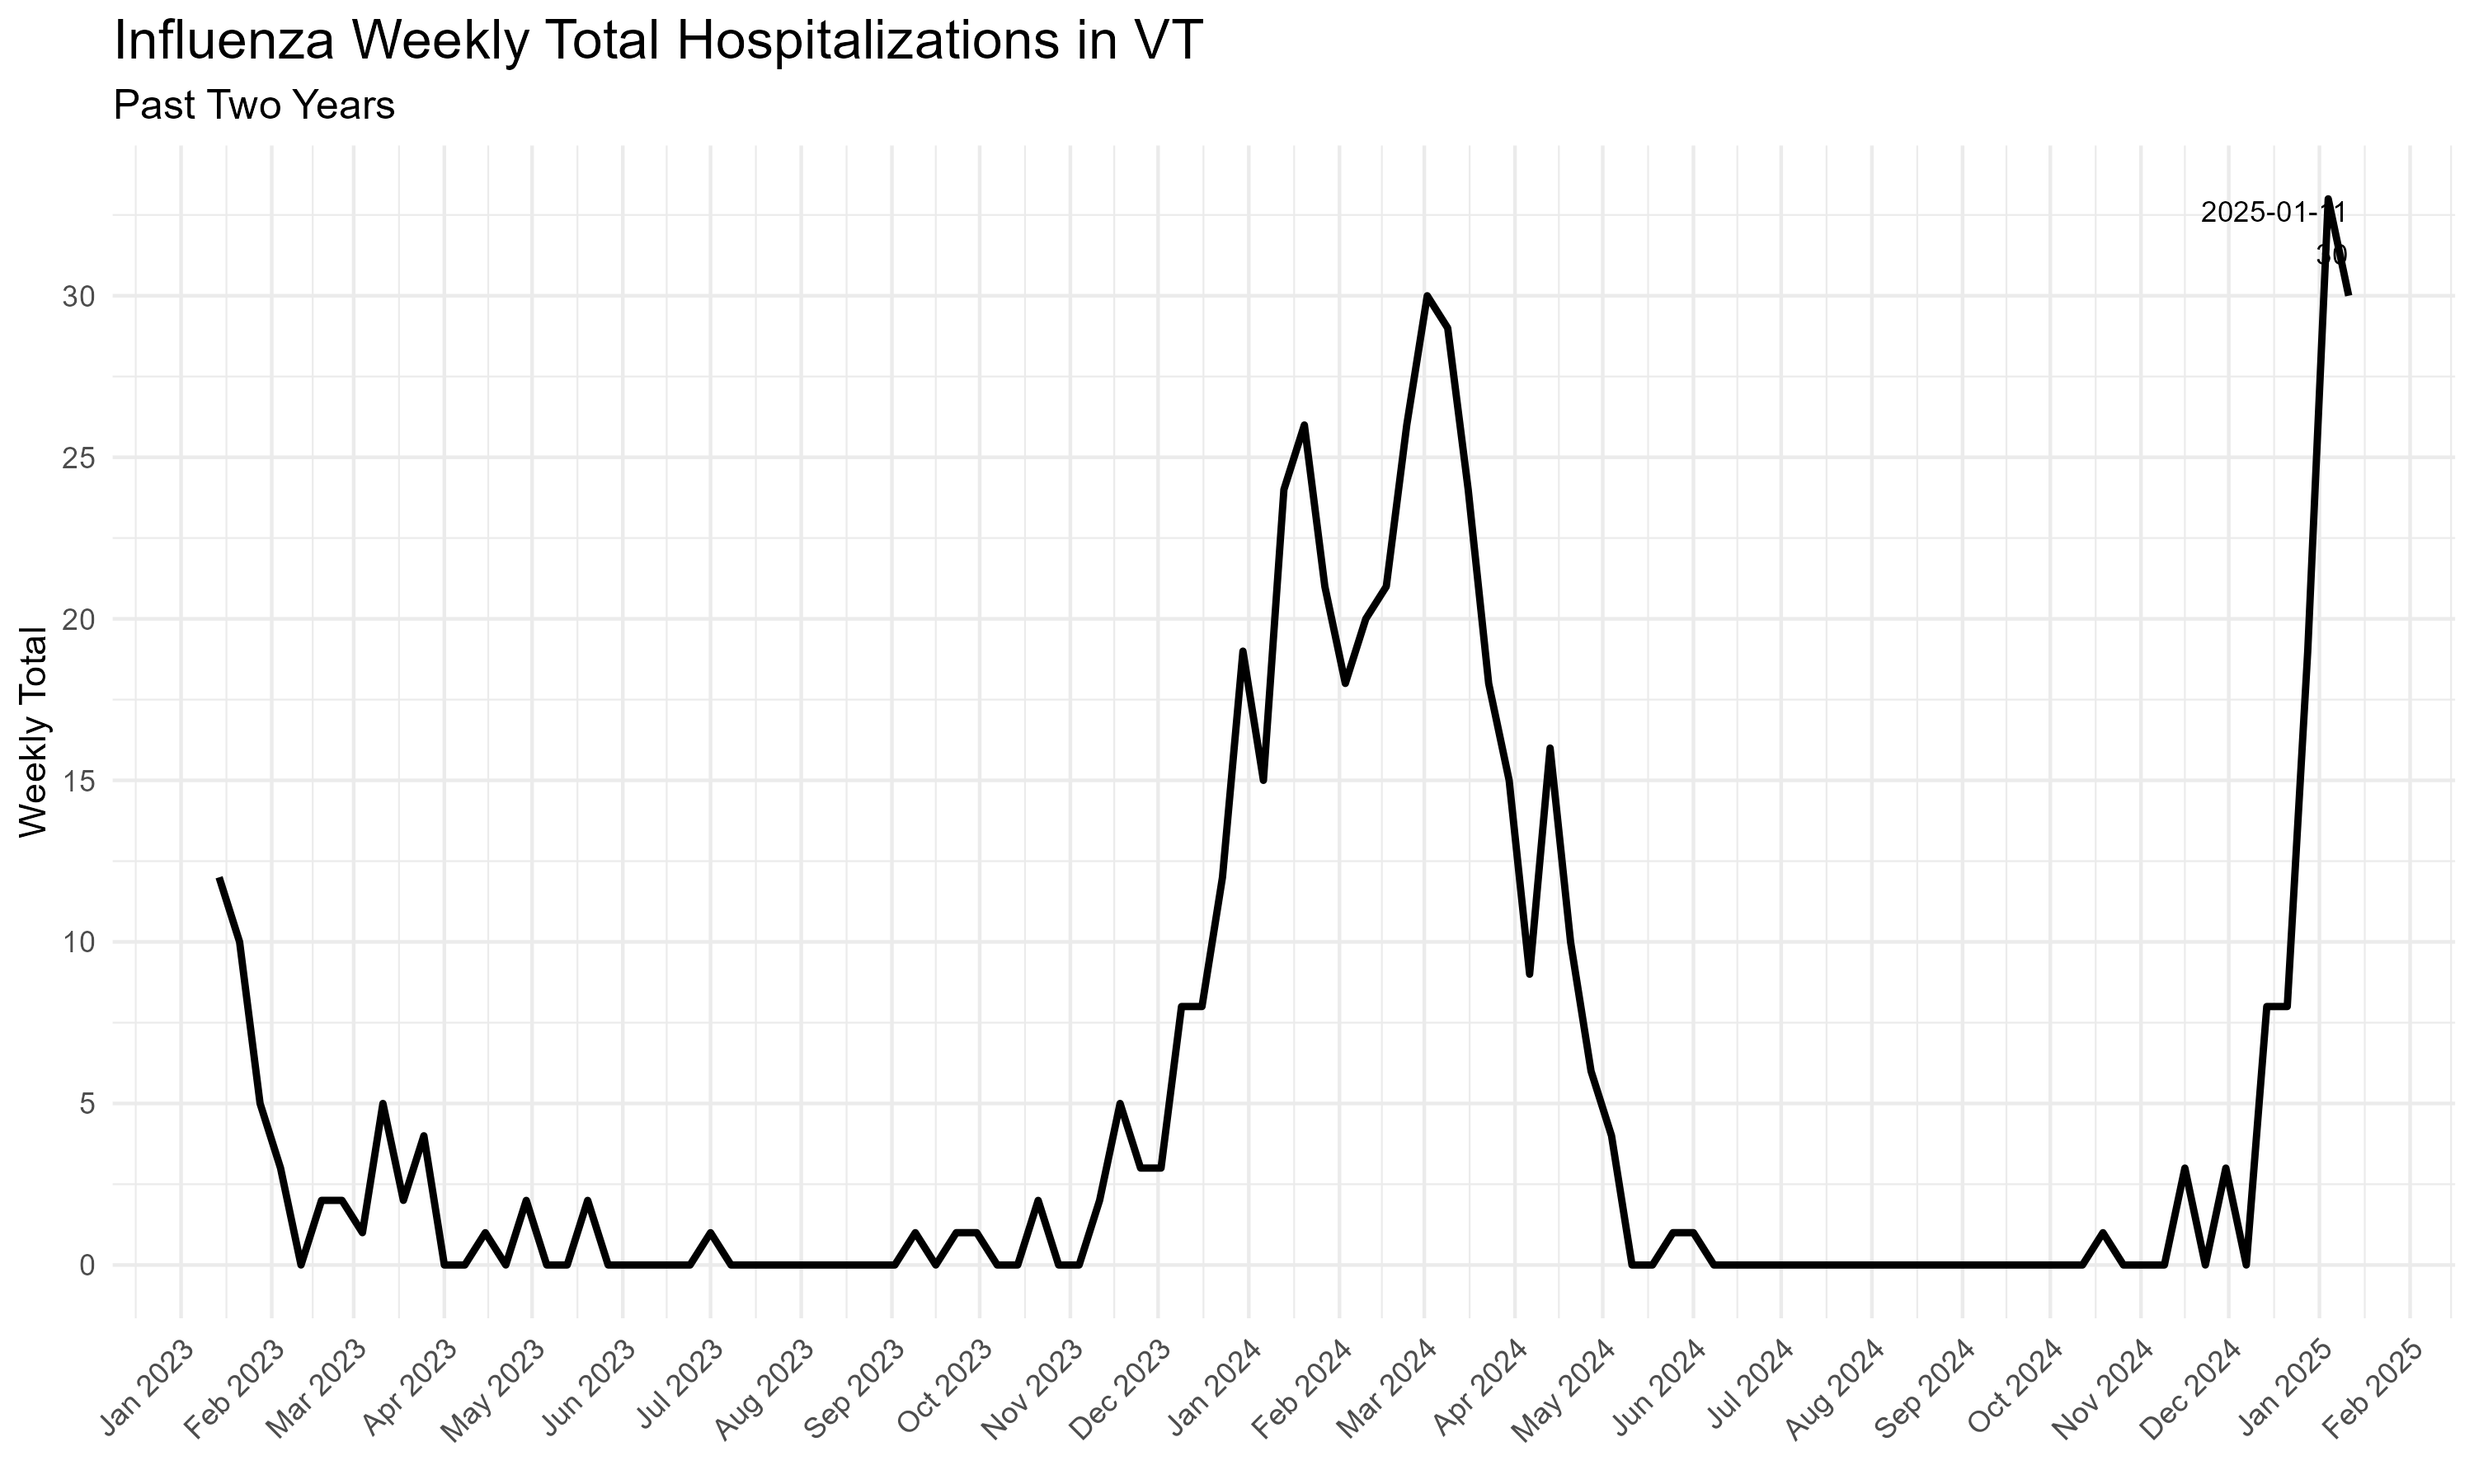 Influenza Weekly Total Hospitalizations in VT
Past Two Years
2025-01-11
30
30
25
20
15
10
5
0
Weekly Total
Jan 2023
Feb 2023
Mar 2023
Apr 2023
May 2023
Jun 2023
Jul 2023
Aug 2023
Sep 2023
Oct 2023
Nov 2023
Dec 2023
Jan 2024
Feb 2024
Mar 2024
Apr 2024
May 2024
Jun 2024
Jul 2024
Aug 2024
Sep 2024
Oct 2024
Nov 2024
Dec 2024
Jan 2025
Feb 2025